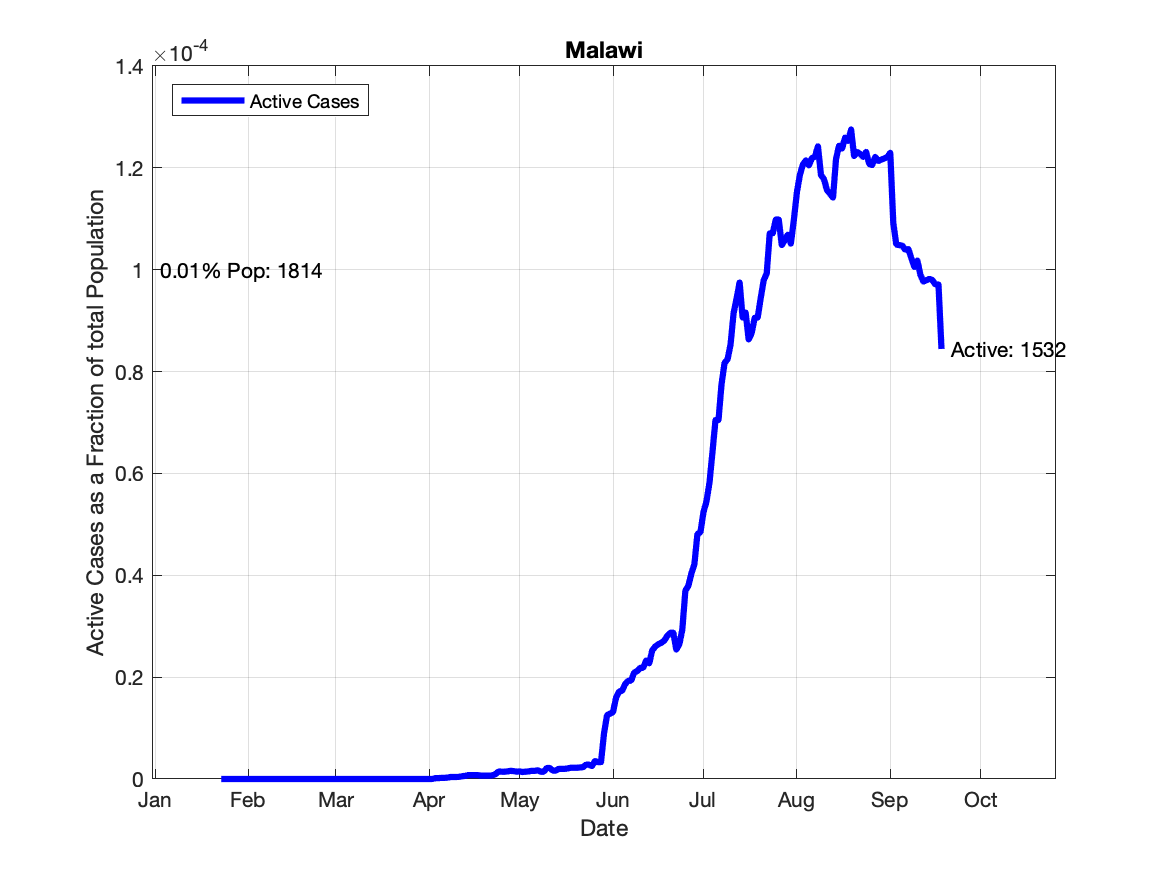 Malawi
×10-4
Active Cases
1.4
1.2
1
0.8
0.6
0.4
0.2
0
Active Cases as a Fraction of total Population
0.01% Pop: 1814
Active: 1532
Jan Feb Mar Apr May Jun Jul Aug Sep Oct
Date